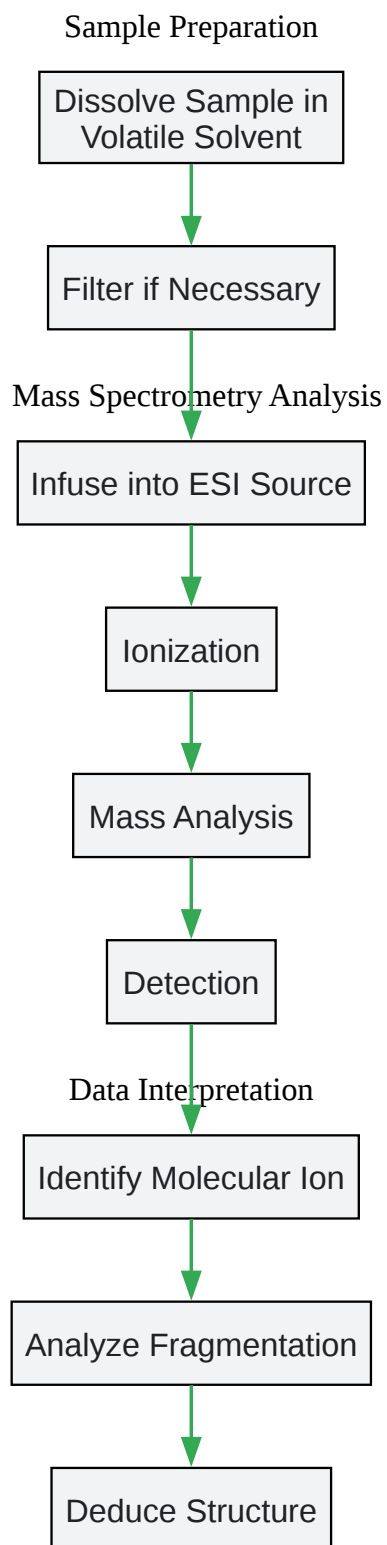 Sample Preparation
Dissolve Sample in
Volatile Solvent
Filter if Necessary
Mass Spectrometry Analysis
Infuse into ESI Source
Ionization
Mass Analysis
Detection
Data Interpretation
Identify Molecular Ion
Analyze Fragmentation
Deduce Structure